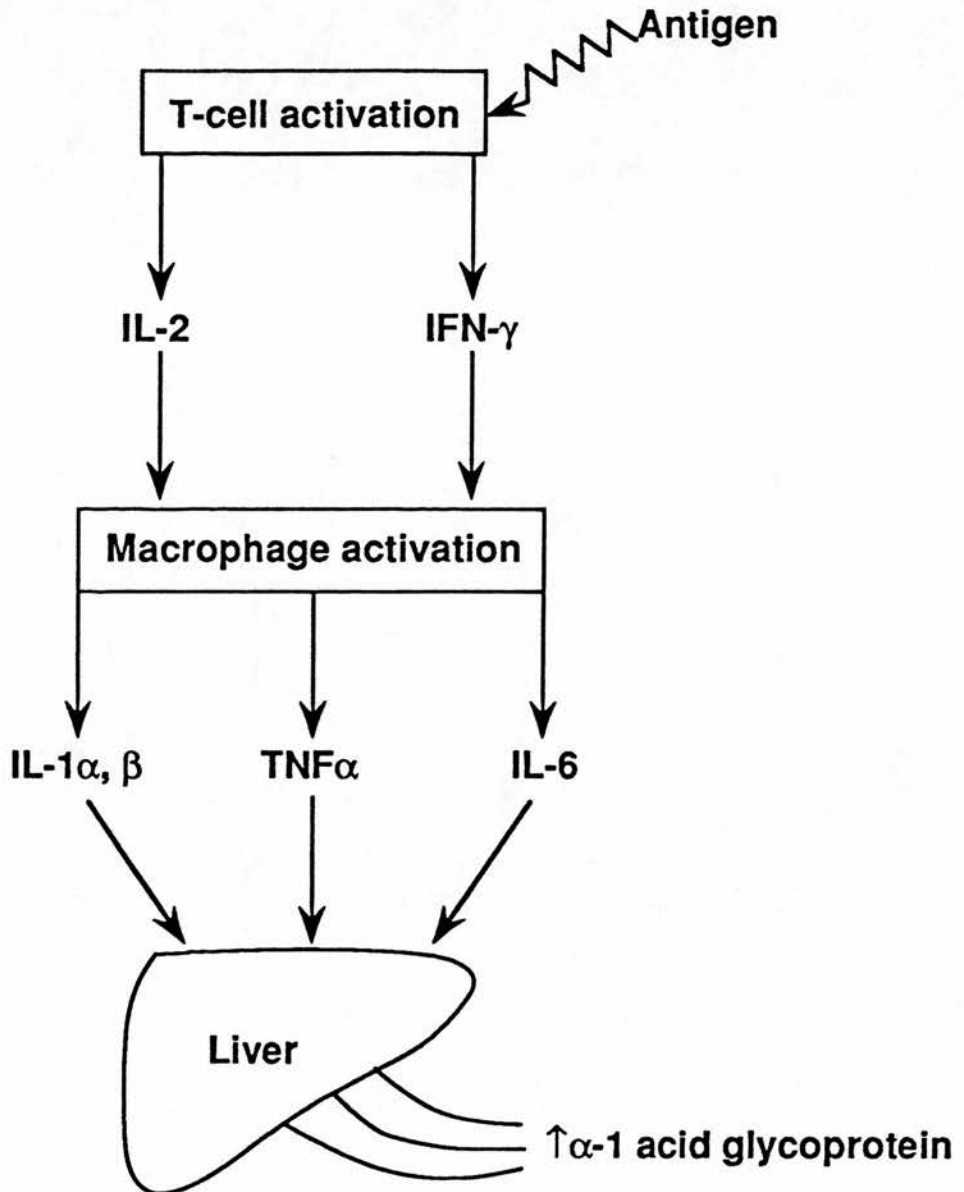 Antigen
T-cell activation
IL-2
IFN-γ
Macrophage activation
IL-1α, β
TNFα
IL-6
Liver
↑α-1 acid glycoprotein